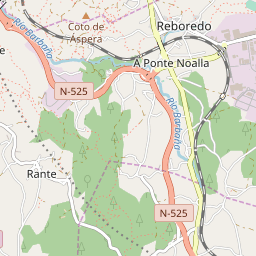 Coto de
Aspera
Reboredo
Río Barbaña
A Ponte Noalla
N-525
Río Barbaña
Rante
N-525